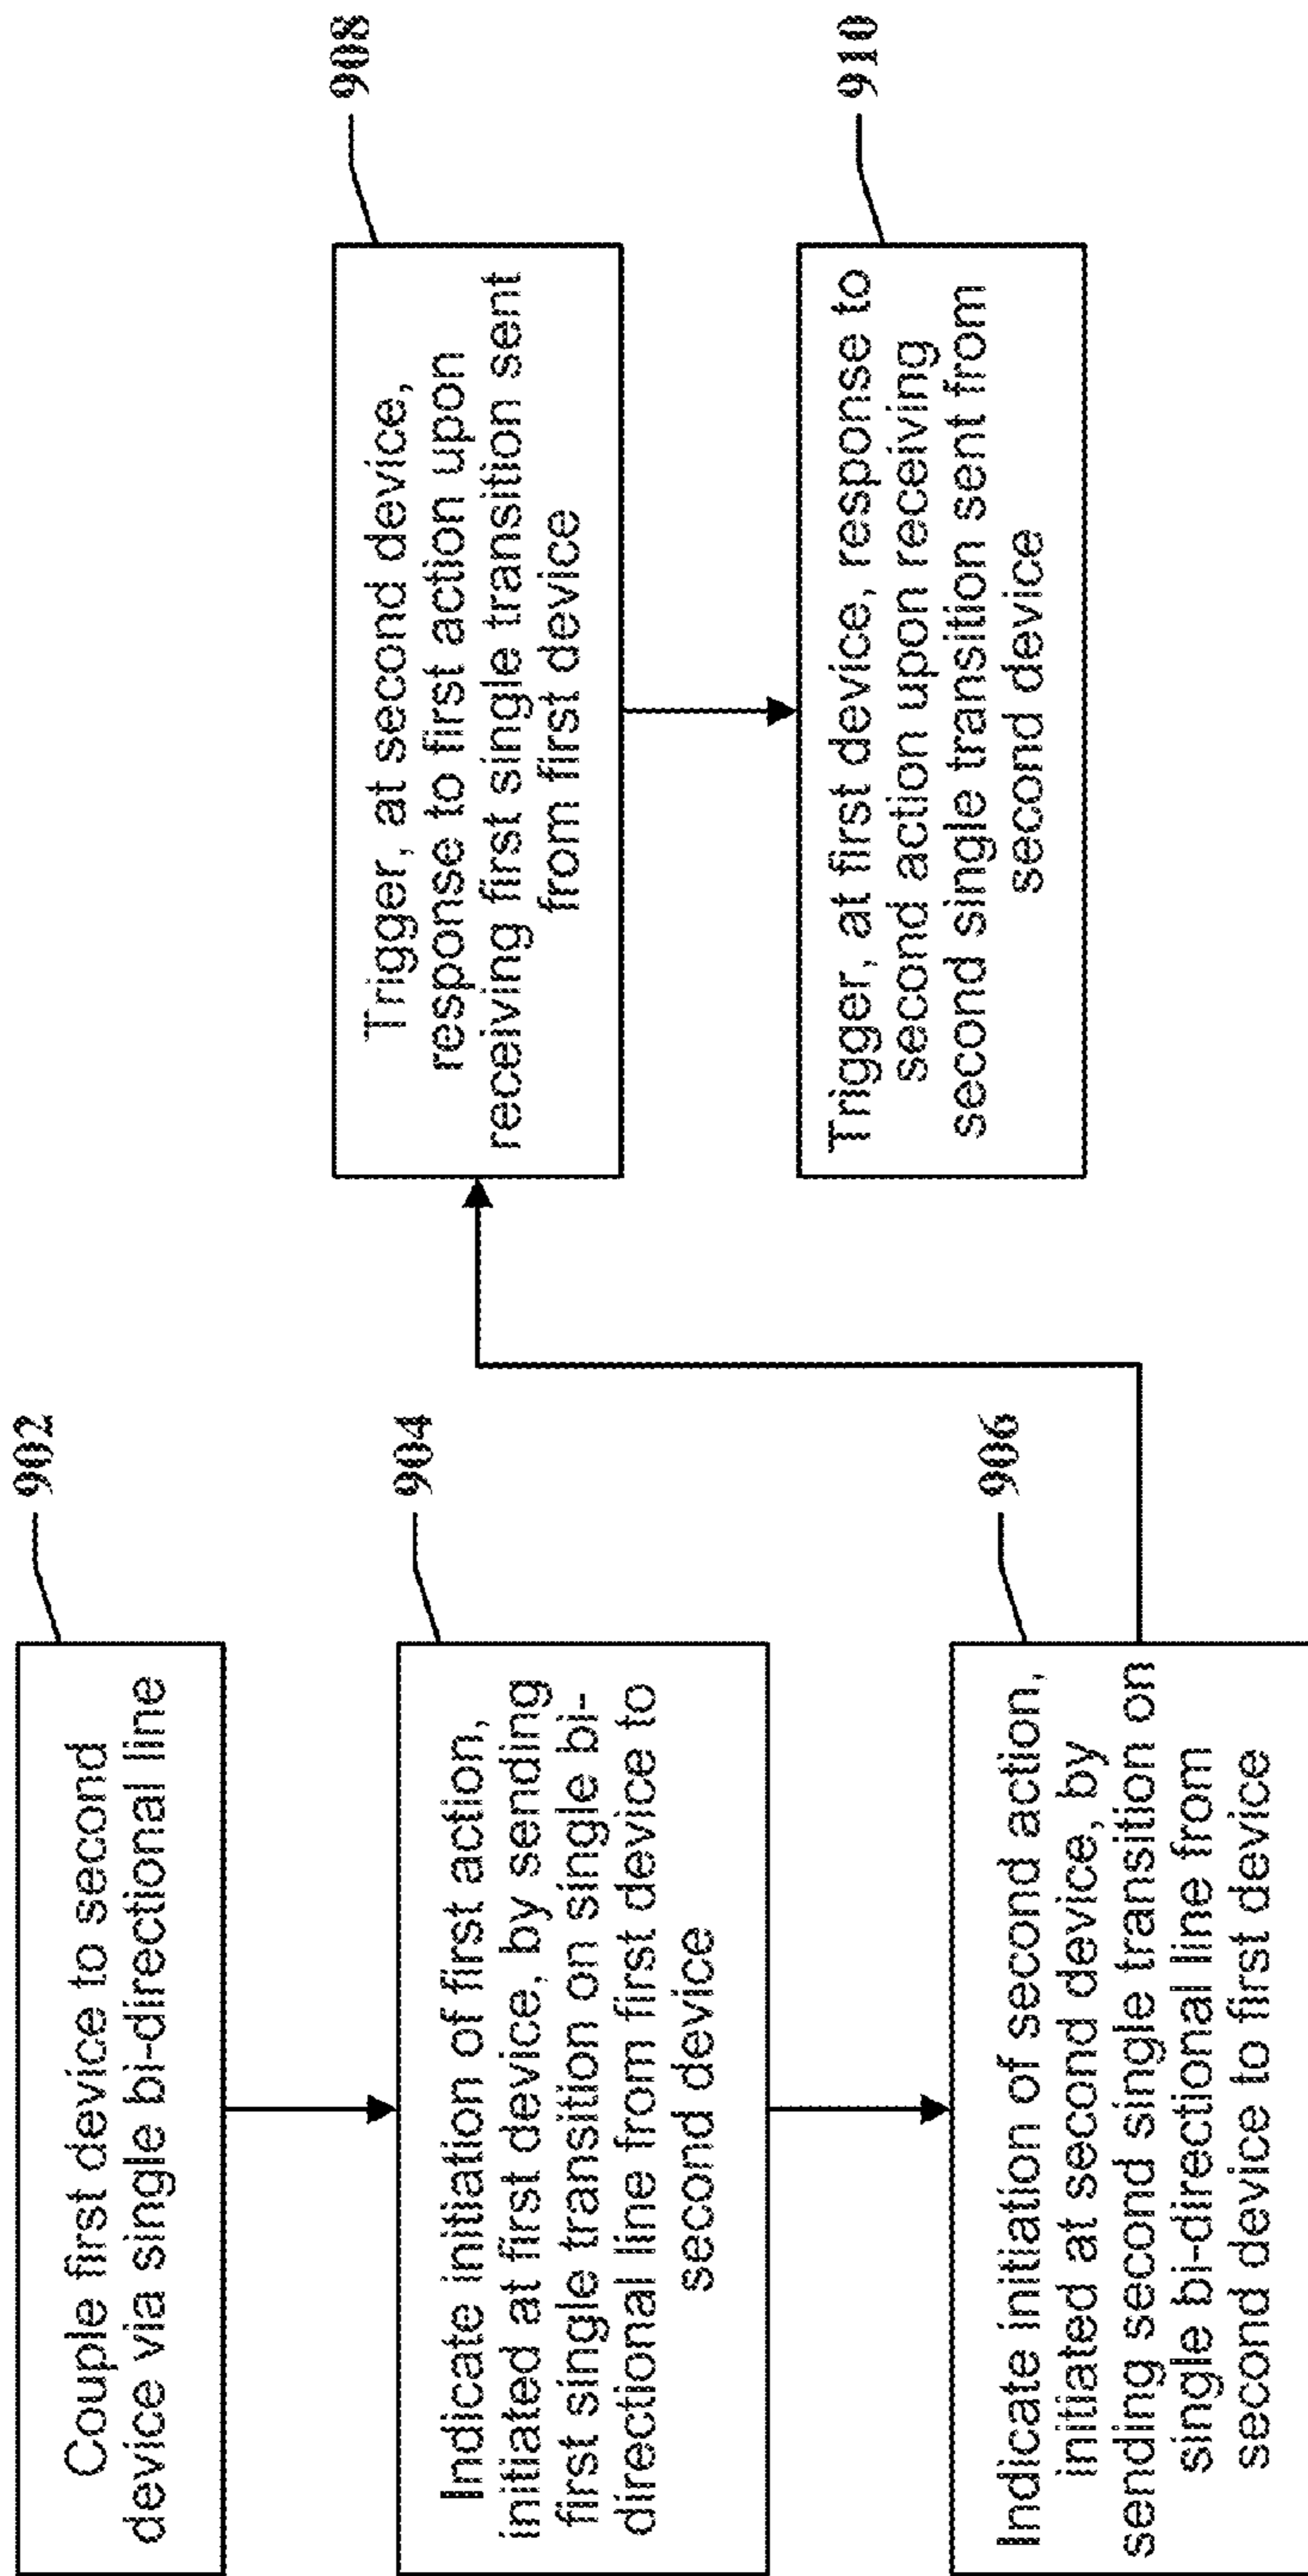 902
Couple first device to second
device via single bi-directional line
904
Indicate initiation of first action,
initiated at first device, by sending
first single transition on single bi-
directional line from first device to
second device
906
Indicate initiation of second action,
initiated at second device, by
sending second single transition on
single bi-directional line from
second device to first device
908
Trigger, at second device,
response to first action upon
receiving first single transition sent
from first device
910
Trigger, at first device, response to
second action upon receiving
second single transition sent from
second device